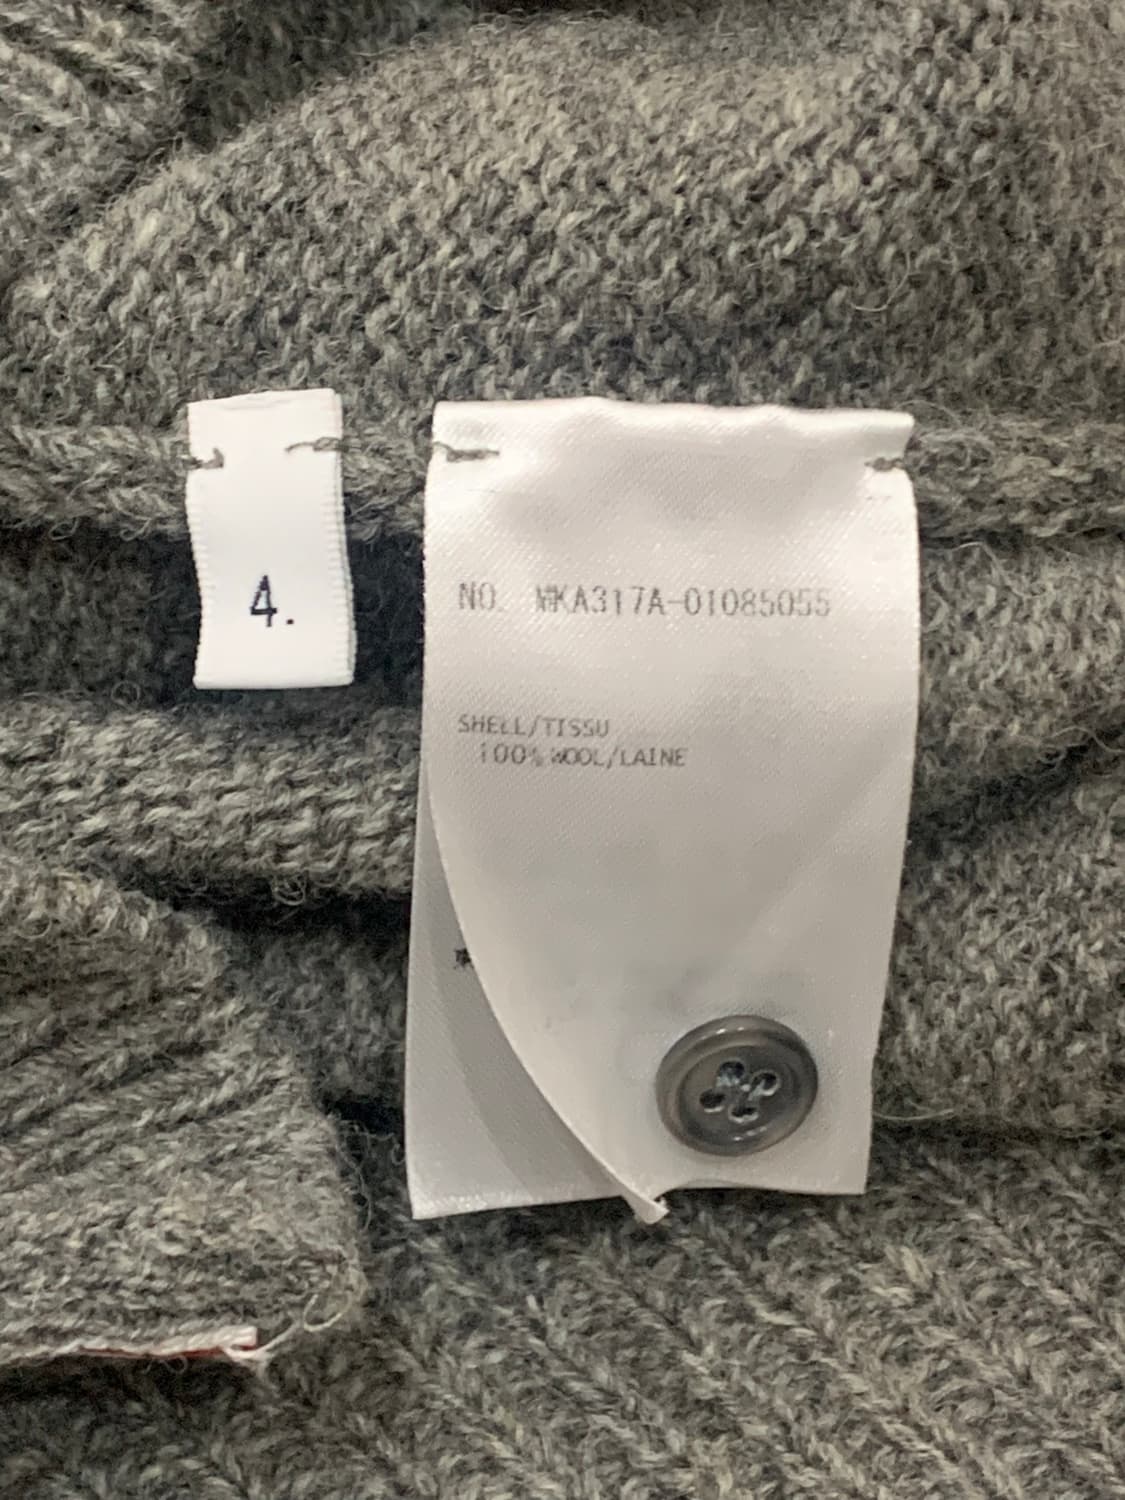 4.
NO. MKA317A-01085055
SHELL/TISSU
100% WOOL/LAINE